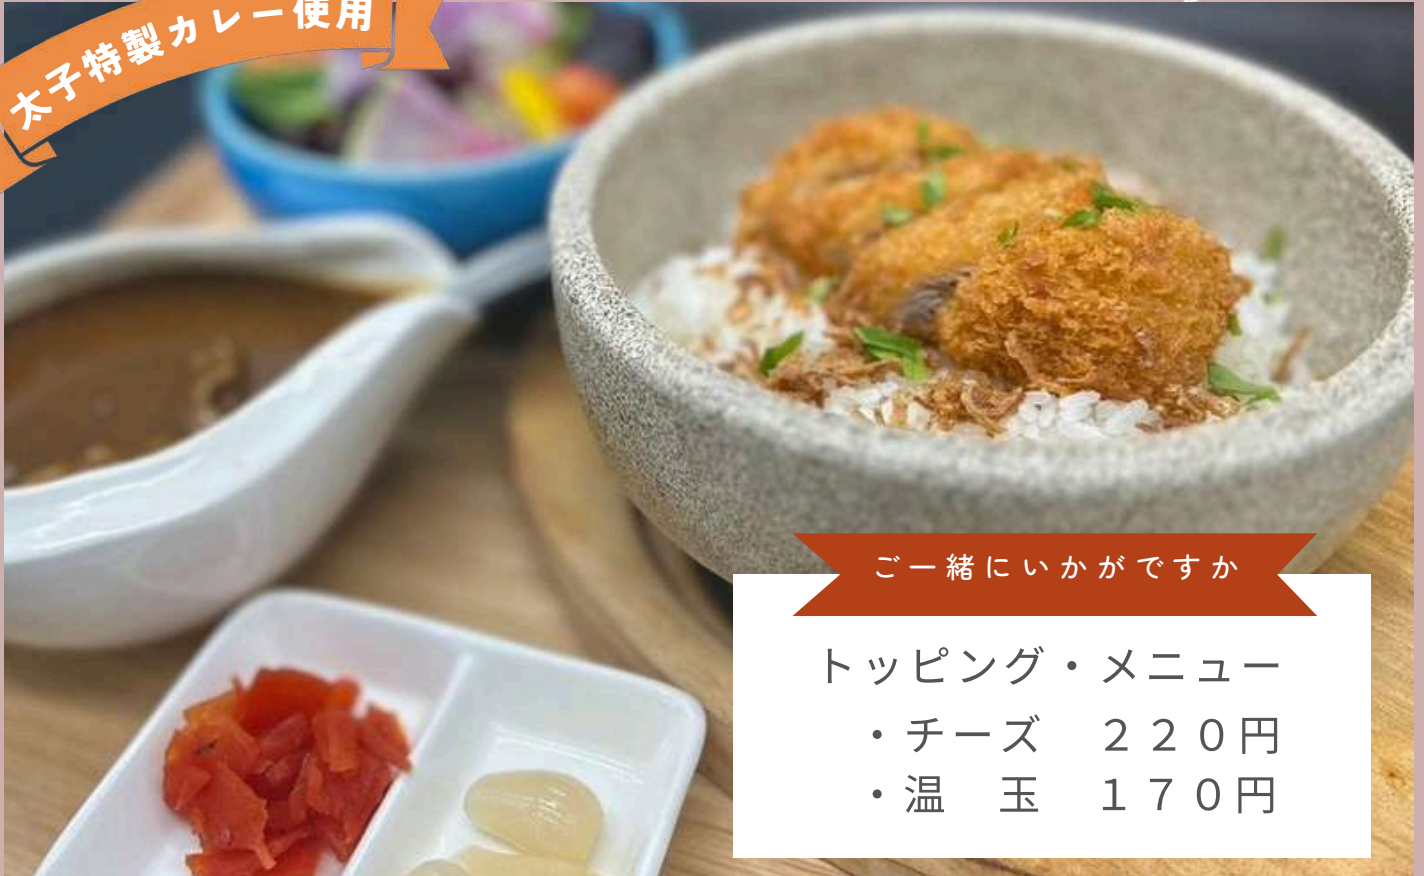 太子特製カレー使用
ご一緒にいかがですか
トッピング・メニュー
・チーズ　２２０円
・温　玉　１７０円